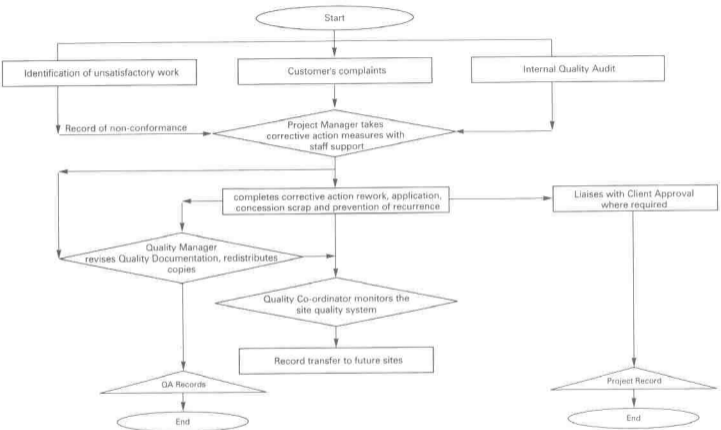 Start
Identification of unsatisfactory work
Customer's complaints
Internal Quality Audit
Record of non-conformance
Project Manager takes
corrective action measures with
staff support
completes corrective action rework, application,
concession scrap and prevention of recurrence
Liaises with Client Approval
where required
Quality Manager
revises Quality Documentation, redistributes
copies
Quality Co-ordinator monitors the
site quality system
Record transfer to future sites
QA Records
Project Record
End
End